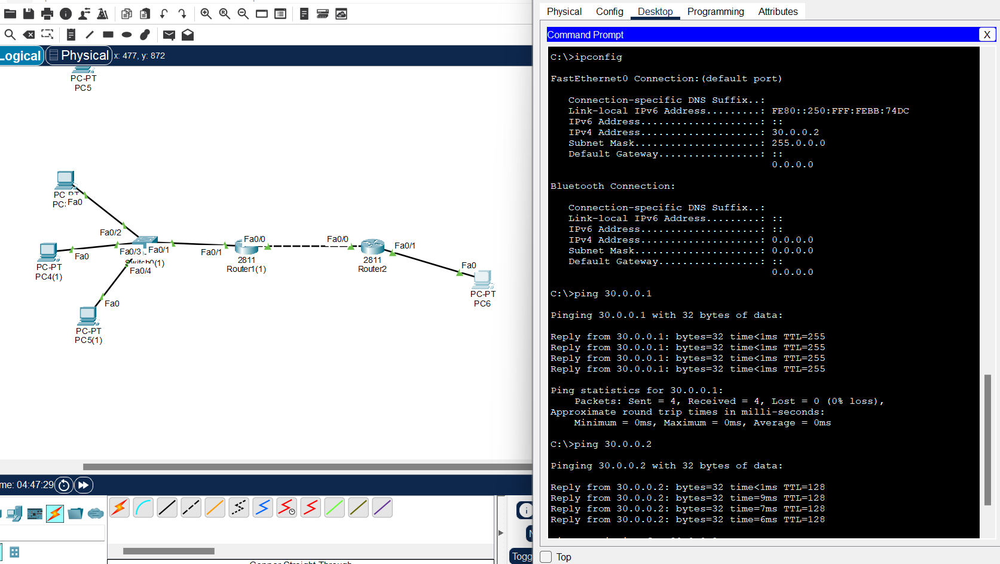 Physical Config Desktop Programming Attributes
Command Prompt
X
Logical
Physical
x: 477, y: 872
PC-PT
PC5
PC-PT
Fa0
Fa0/2
Fa0
PC-PT
PC4(1)
Fa0/3
Fa0/1
Switch0(1)
Fa0/4
Fa0
PC-PT
PC5(1)
Fa0/1
Fa0/0
2811
Router1(1)
Fa0/0
2811
Router2
Fa0/1
Fa0
PC-PT
PC6
me: 04:47:29
Togg
C:\>ipconfig
FastEthernet0 Connection:(default port)
Connection-specific DNS Suffix..:
Link-local IPv6 Address.........: FE80::250:FFF:FEBB:74DC
IPv6 Address....................: ::
IPv4 Address....................: 30.0.0.2
Subnet Mask.....................: 255.0.0.0
Default Gateway.................: ::
0.0.0.0
Bluetooth Connection:
Connection-specific DNS Suffix..:
Link-local IPv6 Address.........: ::
IPv6 Address....................: ::
IPv4 Address....................: 0.0.0.0
Subnet Mask.....................: 0.0.0.0
Default Gateway.................: ::
0.0.0.0
C:\>ping 30.0.0.1
Pinging 30.0.0.1 with 32 bytes of data:
Reply from 30.0.0.1: bytes=32 time<1ms TTL=255
Reply from 30.0.0.1: bytes=32 time<1ms TTL=255
Reply from 30.0.0.1: bytes=32 time<1ms TTL=255
Reply from 30.0.0.1: bytes=32 time<1ms TTL=255
Ping statistics for 30.0.0.1:
Packets: Sent = 4, Received = 4, Lost = 0 (0% loss),
Approximate round trip times in milli-seconds:
Minimum = 0ms, Maximum = 0ms, Average = 0ms
C:\>ping 30.0.0.2
Pinging 30.0.0.2 with 32 bytes of data:
Reply from 30.0.0.2: bytes=32 time<1ms TTL=128
Reply from 30.0.0.2: bytes=32 time=9ms TTL=128
Reply from 30.0.0.2: bytes=32 time=7ms TTL=128
Reply from 30.0.0.2: bytes=32 time=6ms TTL=128
Top